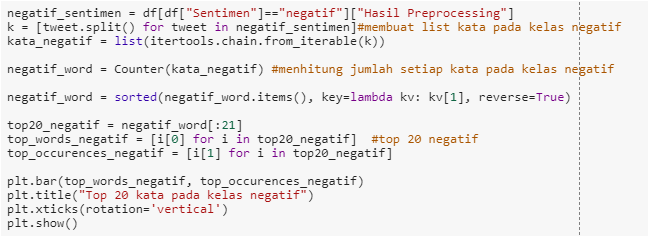 negatif_sentimen = df[df["Sentimen"]=="negatif"]["Hasil Preprocessing"]
k = [tweet.split() for tweet in negatif_sentimen]#membuat list kata pada kelas negatif
kata_negatif = list(itertools.chain.from_iterable(k))
negatif_word = Counter(kata_negatif) #menhitung jumlah setiap kata pada kelas negatif
negatif_word = sorted(negatif_word.items(), key=lambda kv: kv[1], reverse=True)
top20_negatif = negatif_word[:21]
top_words_negatif = [i[0] for i in top20_negatif]  #top 20 negatif
top_occurences_negatif = [i[1] for i in top20_negatif]
plt.bar(top_words_negatif, top_occurences_negatif)
plt.title("Top 20 kata pada kelas negatif")
plt.xticks(rotation='vertical')
plt.show()